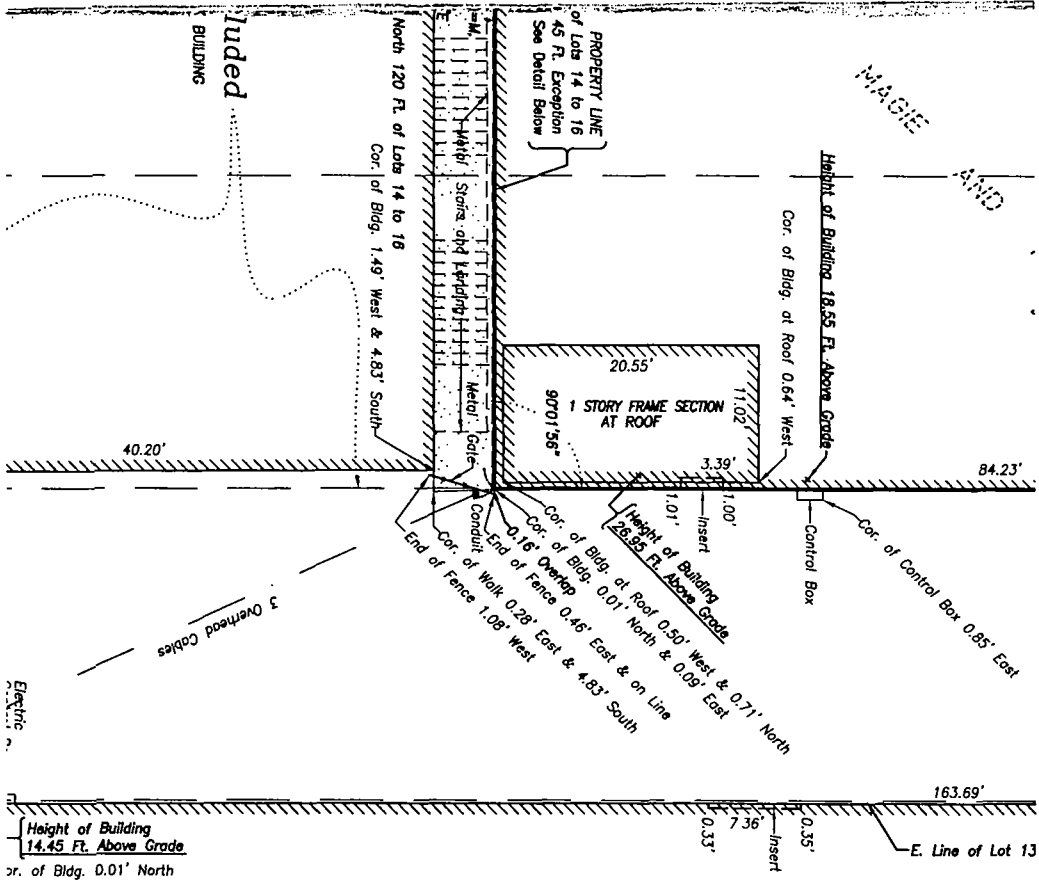 luded
BUILDING
North 120 Ft. of Lots 14 to 16
Cor. of Bldg. 1.49' West & 4.83' South
Metal Stairs and Landing
Metal Gate
PROPERTY LINE
of Lots 14 to 16
45 Ft. Exception
See Detail Below
MAGIE AND
Height of Building 18.55 Ft. Above Grade
Cor. of Bldg. at Roof 0.64' West
20.55'
11.02'
1 STORY FRAME SECTION
AT ROOF
90°01'56"
3.39'
1.00'
1.01'
Insert
40.20'
84.23'
Control Box
Cor. of Control Box 0.85' East
Height of Building
26.95 Ft. Above Grade
Cor. of Bldg. at Roof 0.50' West & 0.71' North
Cor. of Bldg. 0.01' North & 0.09' East
0.16' Overlap
End of Fence 0.46' East & on Line
Conduit
Cor. of Walk 0.28' East & 4.83' South
End of Fence 1.08' West
3 Overhead Cables
Electric
163.69'
0.33'
7.36'
0.35'
Insert
E. Line of Lot 13
Height of Building
14.45 Ft. Above Grade
or. of Bldg. 0.01' North